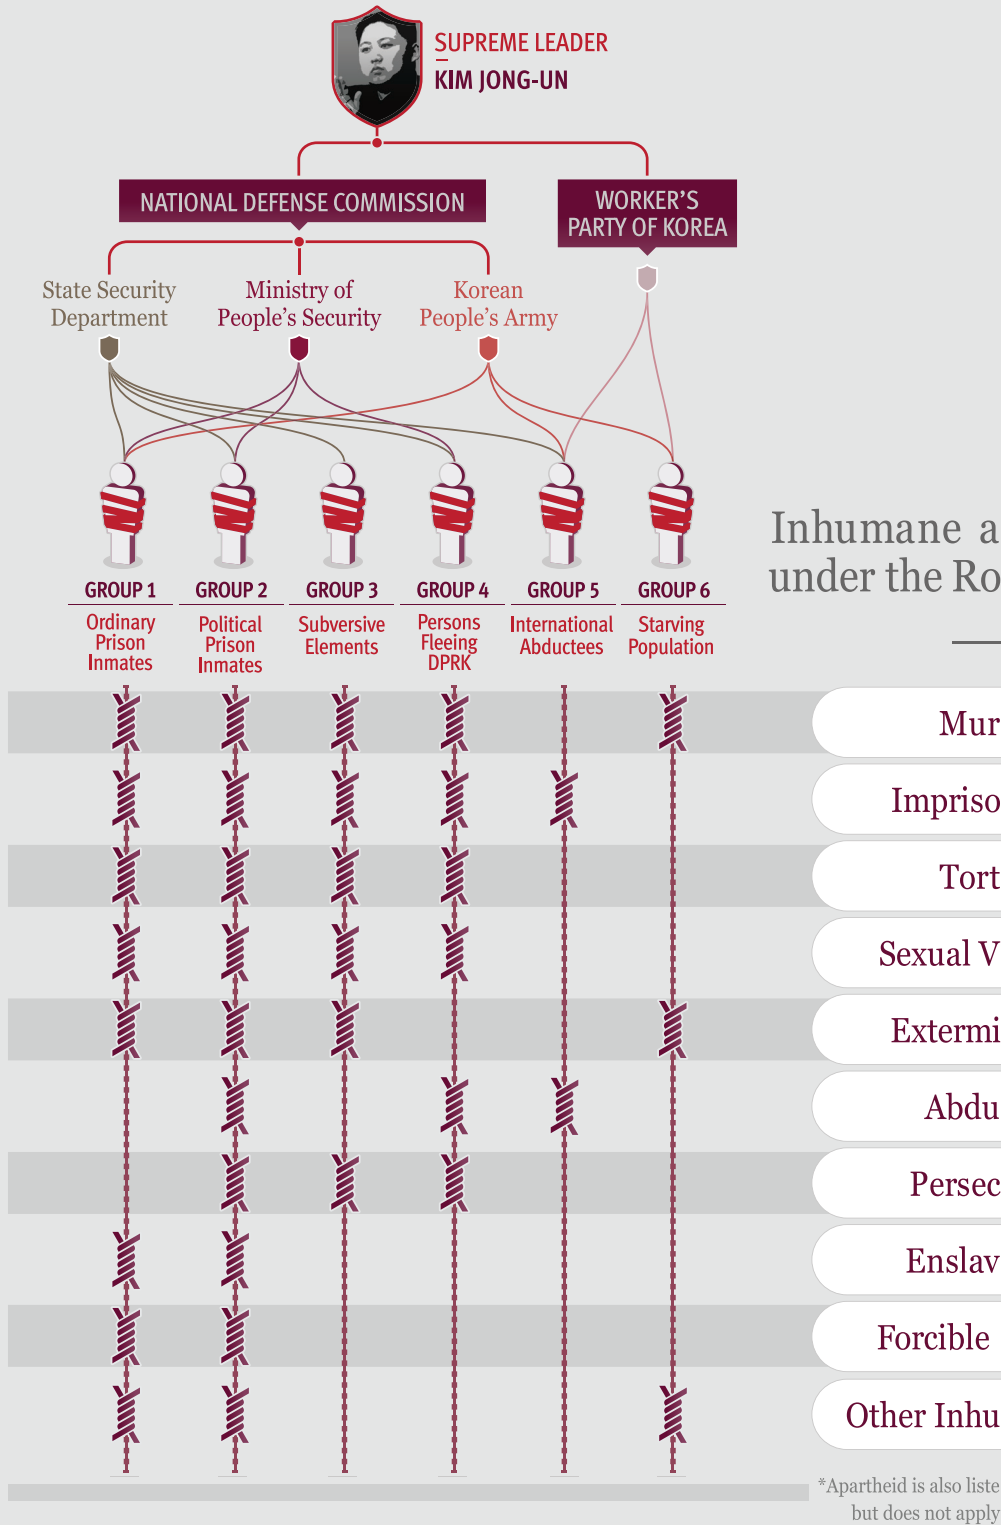 SUPREME LEADER
KIM JONG-UN
NATIONAL DEFENSE COMMISSION
WORKER'S
PARTY OF KOREA
State Security
Department
Ministry of
People's Security
Korean
People's Army
GROUP 1
Ordinary
Prison
Inmates
GROUP 2
Political
Prison
Inmates
GROUP 3
Subversive
Elements
GROUP 4
Persons
Fleeing
DPRK
GROUP 5
International
Abductees
GROUP 6
Starving
Population
Inhumane a
under the Ro
Mur
Impriso
Tort
Sexual V
Extermi
Abdu
Persec
Enslav
Forcible
Other Inhu
*Apartheid is also liste
but does not apply